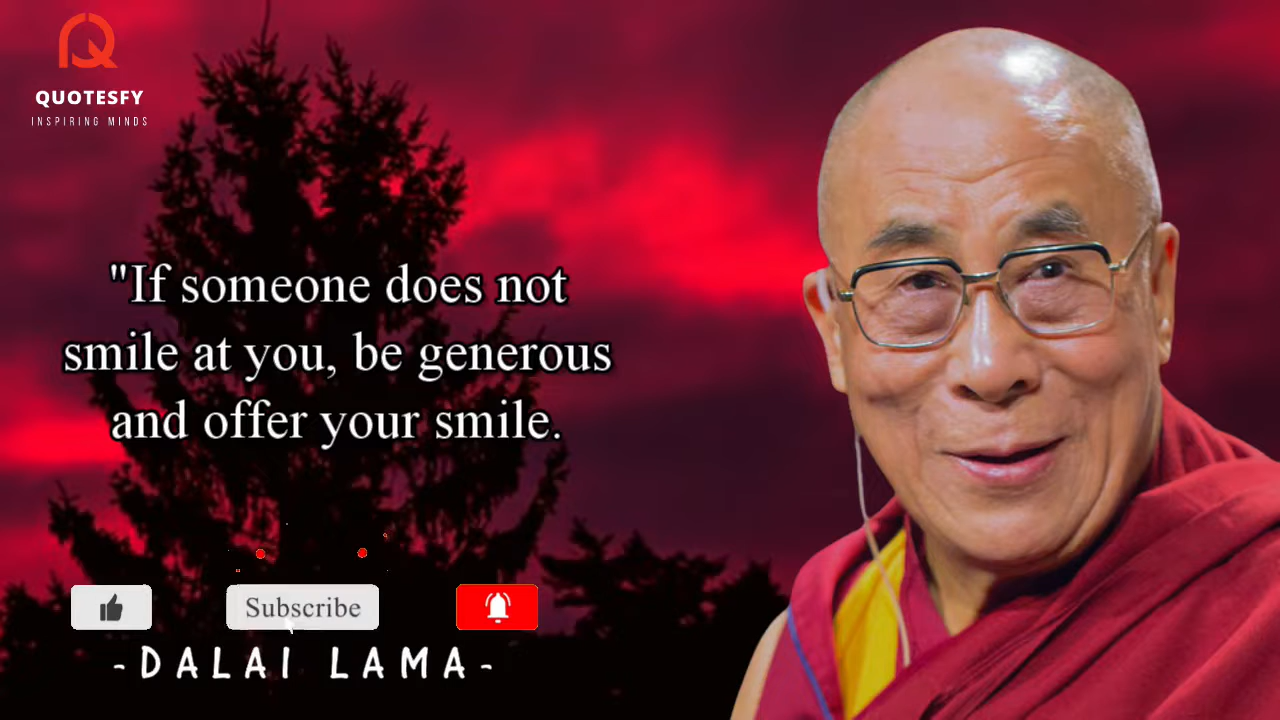 QUOTESFY
INSPIRING MINDS
"If someone does not
smile at you, be generous
and offer your smile.
Subscribe
-DALAI LAMA-